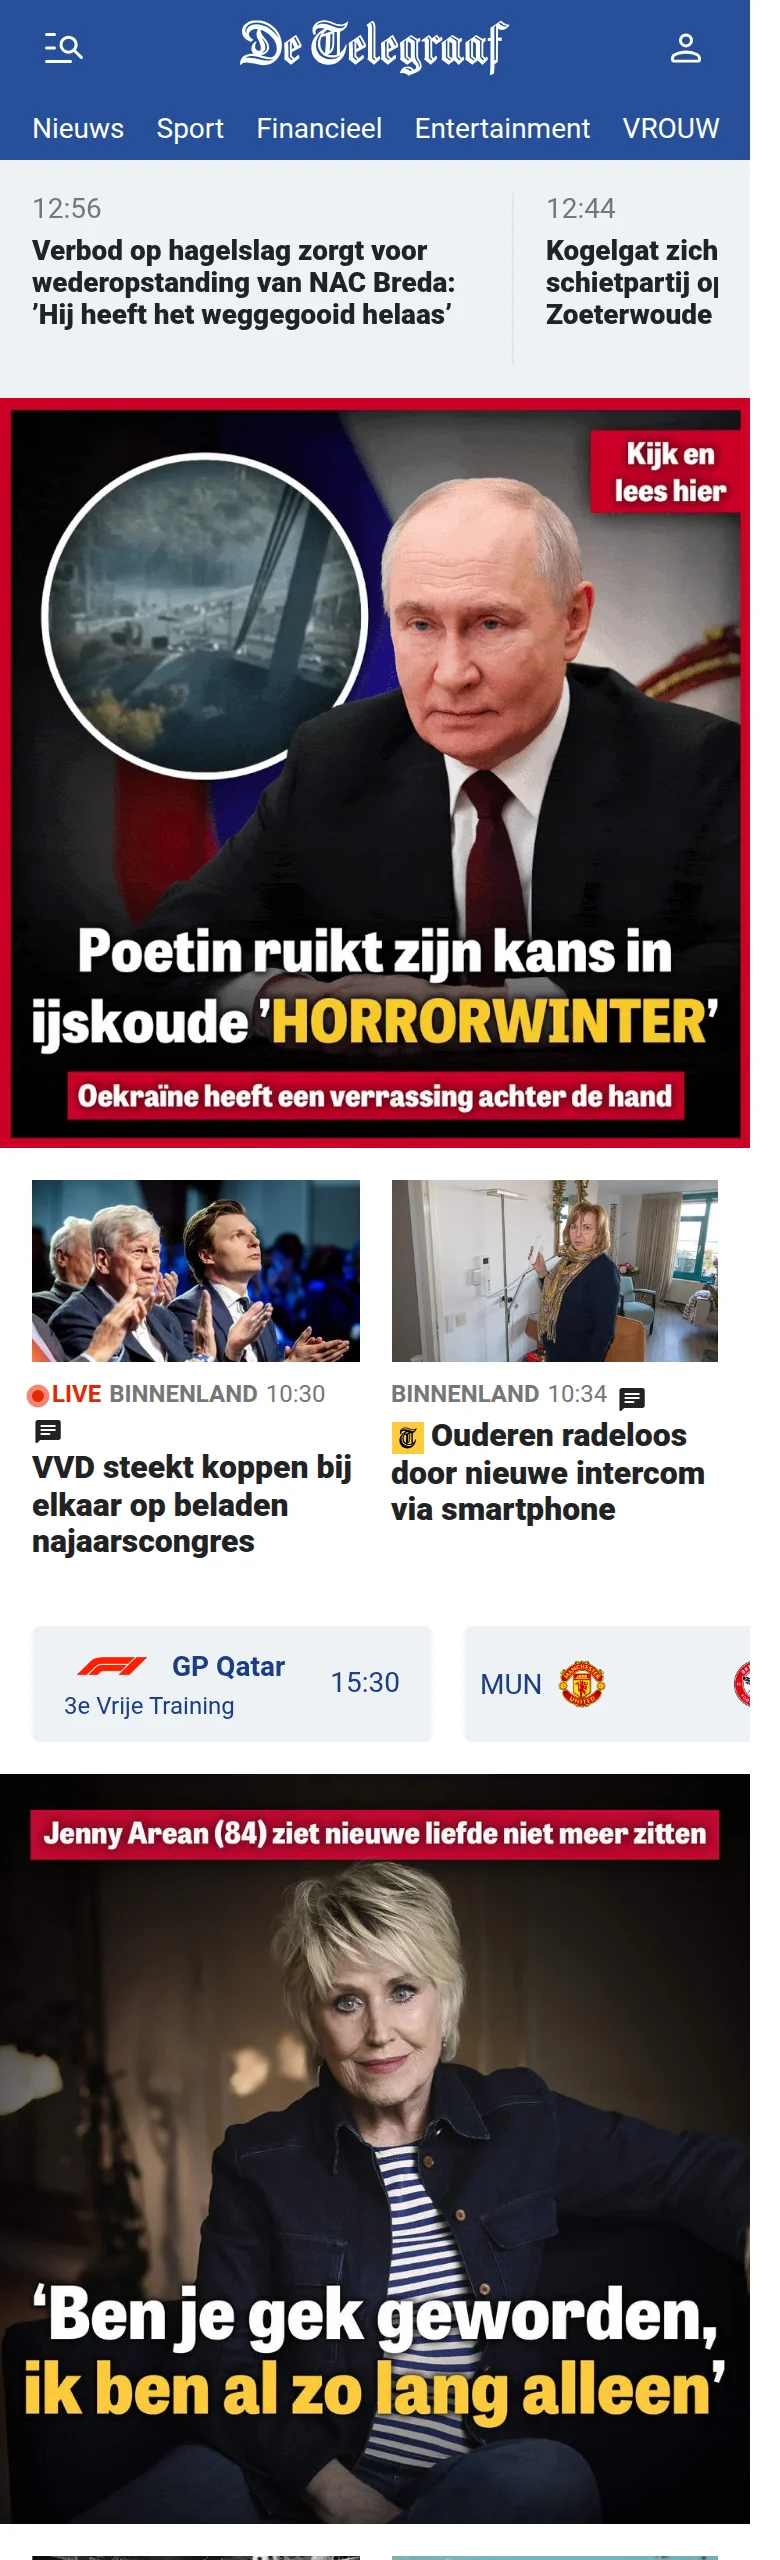 De Telegraaf
Nieuws Sport Financieel Entertainment VROUW
12:56
Verbod op hagelslag zorgt voor
wederopstanding van NAC Breda:
’Hij heeft het weggegooid helaas’
12:44
Kogelgat zich
schietpartij op
Zoeterwoude
Kijk en
lees hier
Poetin ruikt zijn kans in
ijskoude ’HORRORWINTER’
Oekraïne heeft een verrassing achter de hand
LIVE BINNENLAND 10:30
VVD steekt koppen bij
elkaar op beladen
najaarscongres
BINNENLAND 10:34
Ouderen radeloos
door nieuwe intercom
via smartphone
GP Qatar
3e Vrije Training
15:30
MUN
MANCHESTER
UNITED
Jenny Arean (84) ziet nieuwe liefde niet meer zitten
‘Ben je gek geworden,
ik ben al zo lang alleen’